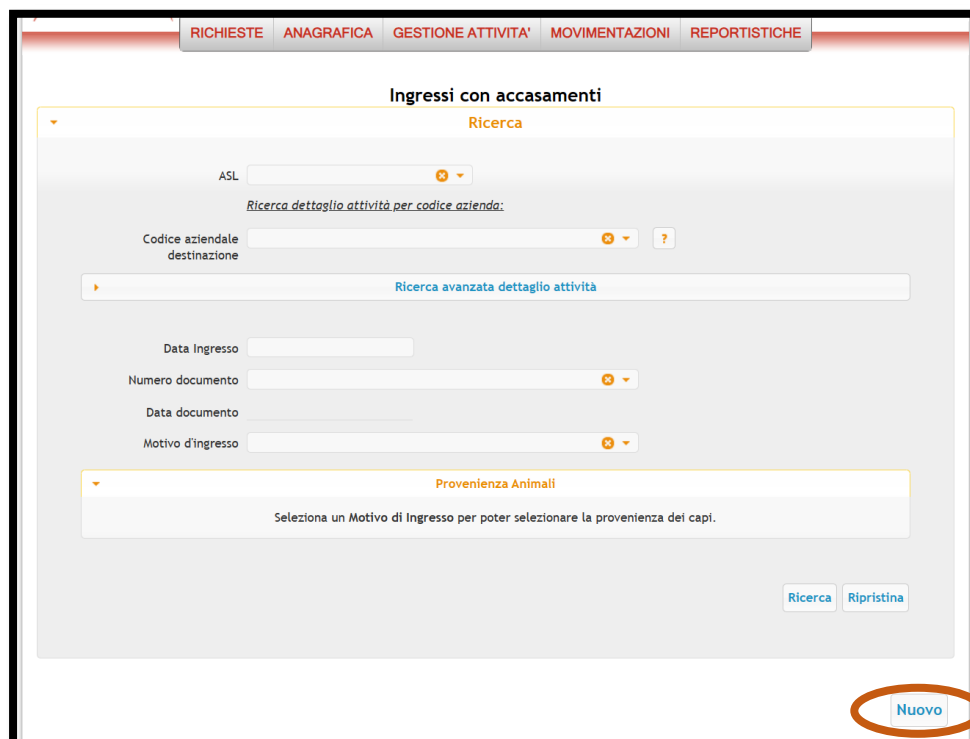 RICHIESTE ANAGRAFICA GESTIONE ATTIVITA' MOVIMENTAZIONI REPORTISTICHE
Ingressi con accasamenti
Ricerca
ASL
Ricerca dettaglio attività per codice azienda:
Codice aziendale
destinazione
?
Ricerca avanzata dettaglio attività
Data Ingresso
Numero documento
Data documento
Motivo d'ingresso
Provenienza Animali
Seleziona un Motivo di Ingresso per poter selezionare la provenienza dei capi.
Ricerca Ripristina
Nuovo